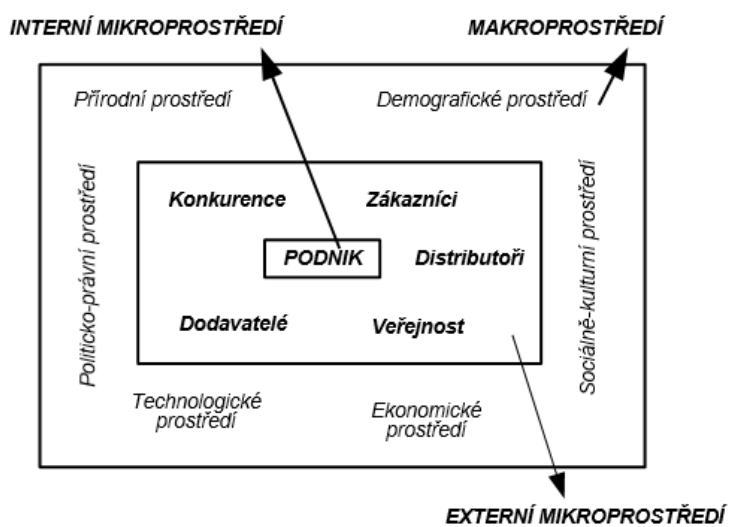 INTERNÍ MIKROPROSTŘEDÍ
MAKROPROSTŘEDÍ
Přírodní prostředí
Demografické prostředí
Politicko-právní prostředí
Konkurence
Zákazníci
PODNIK
Distributoři
Dodavatelé
Veřejnost
Sociálně-kulturní prostředí
Technologické
prostředí
Ekonomické
prostředí
EXTERNÍ MIKROPROSTŘEDÍ